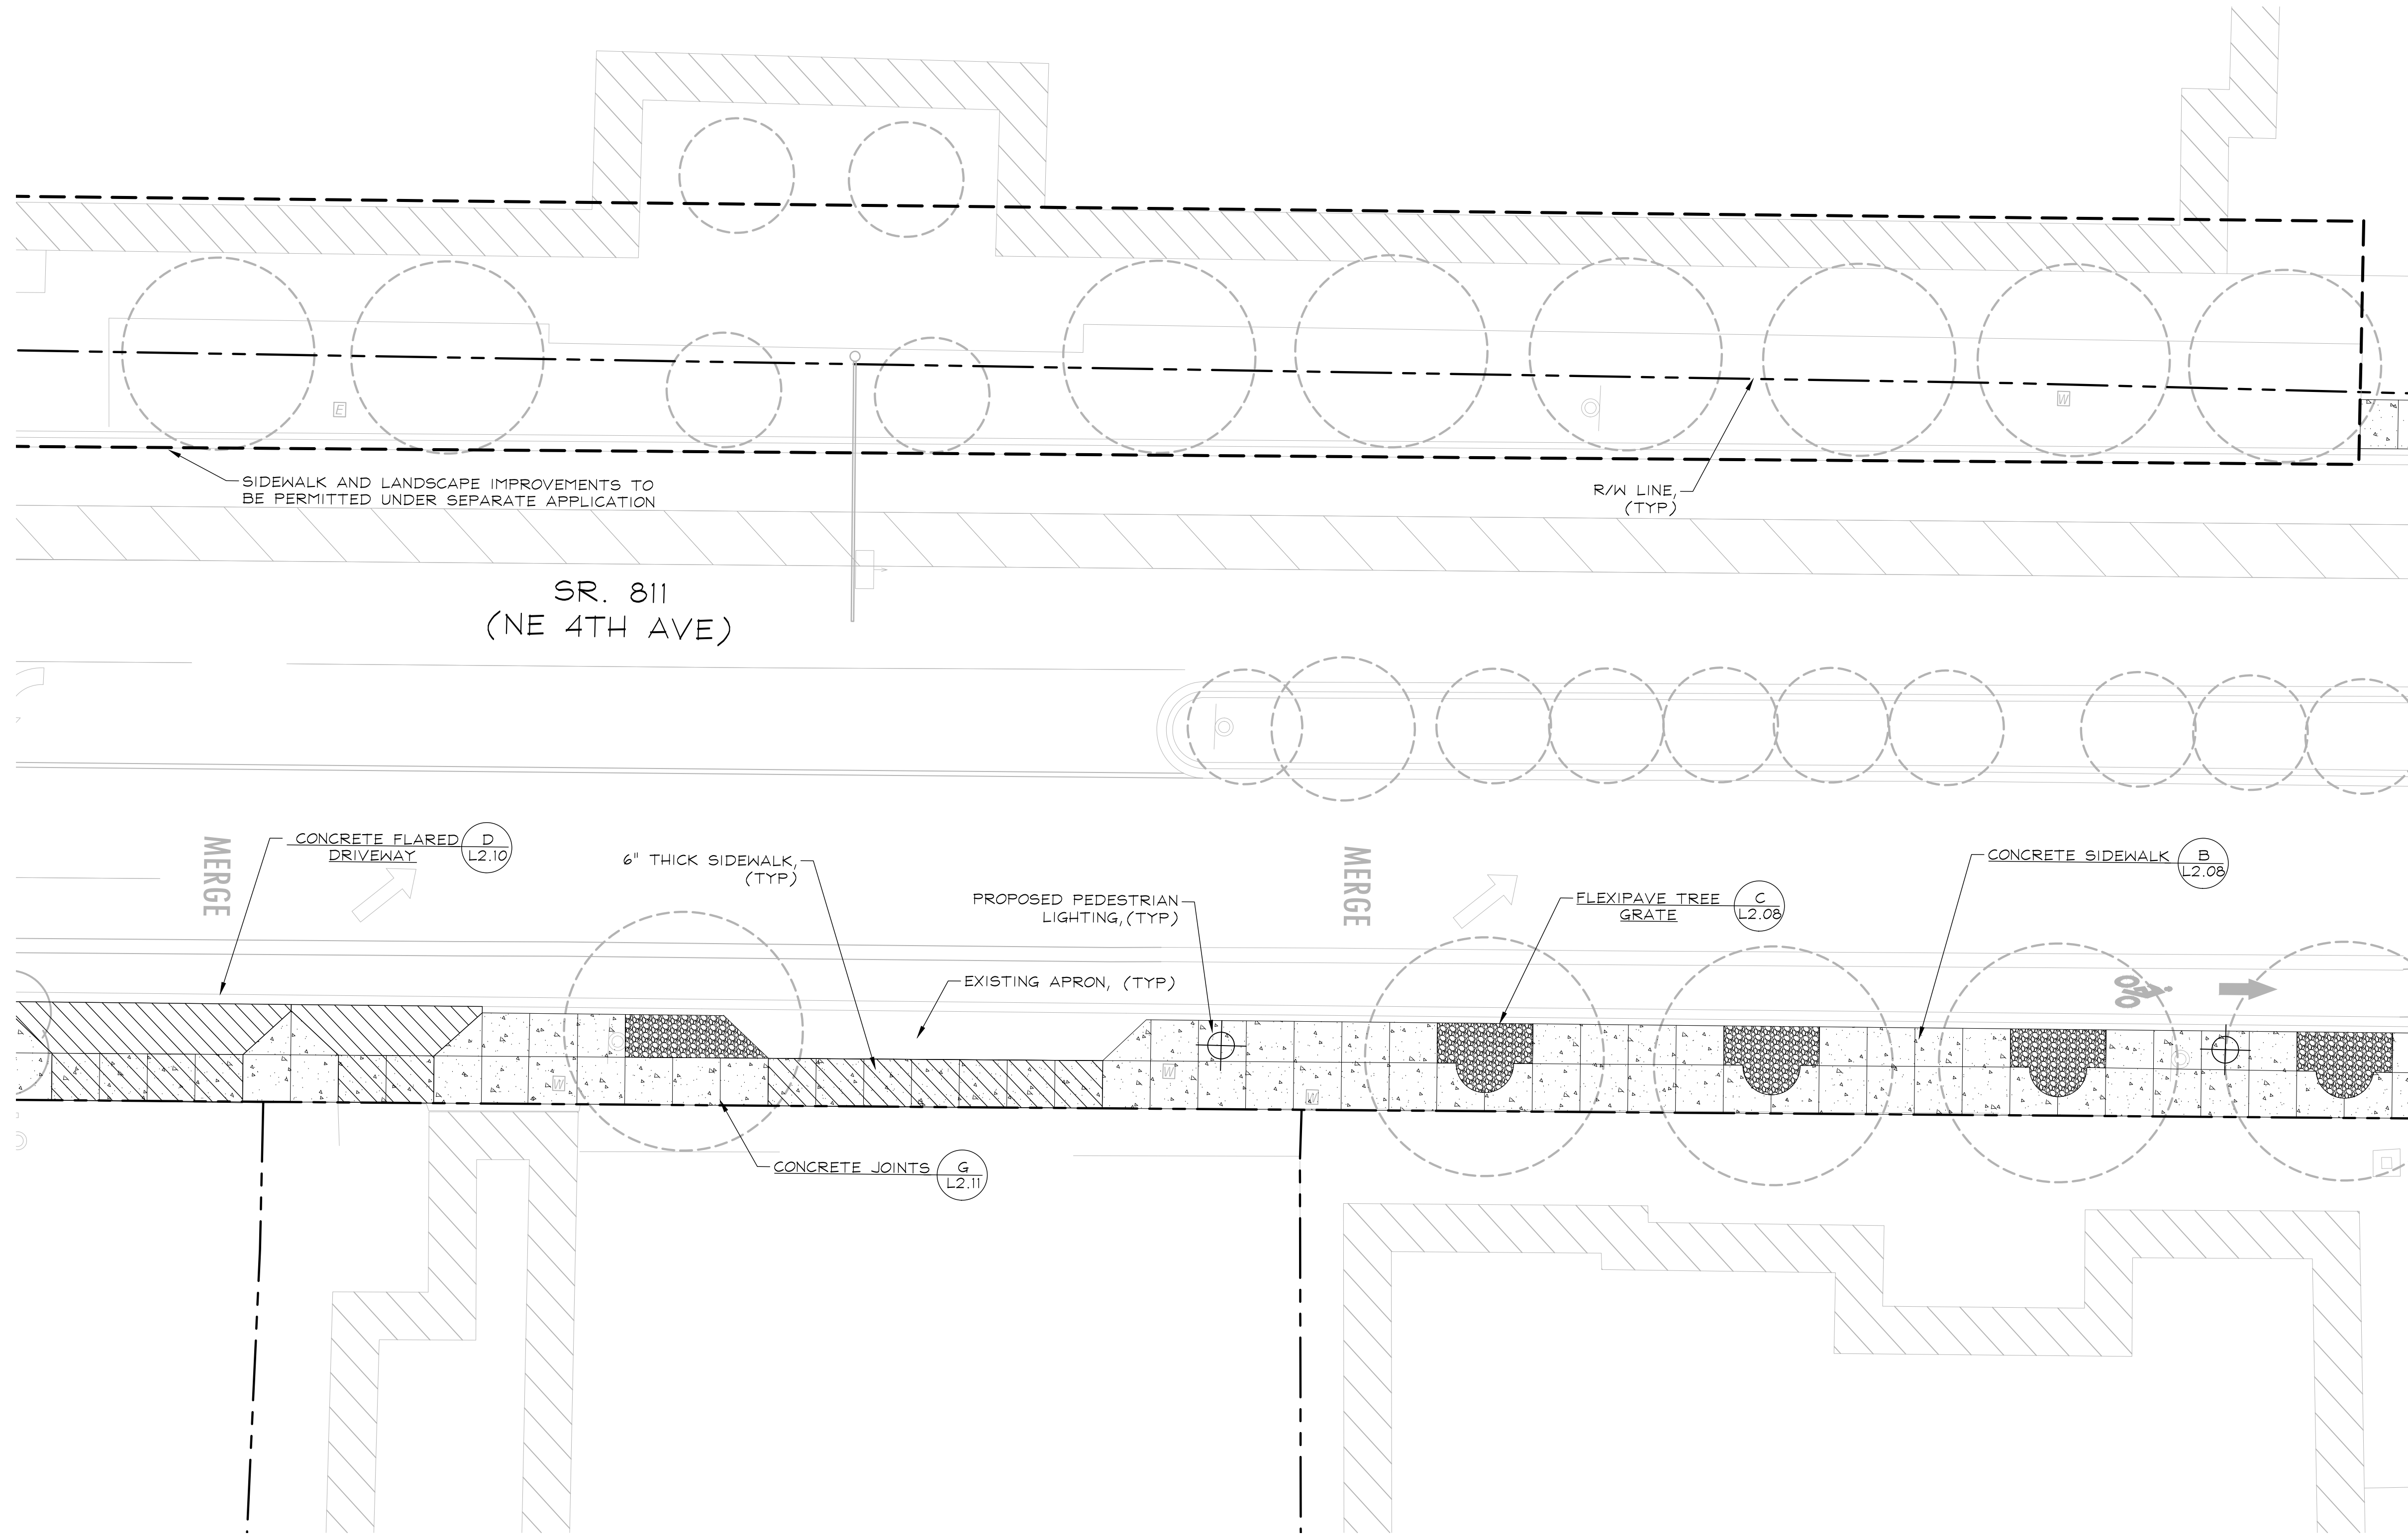 E
W
SIDEWALK AND LANDSCAPE IMPROVEMENTS TO
BE PERMITTED UNDER SEPARATE APPLICATION
R/W LINE,
(TYP)
SR. 811
(NE 4TH AVE)
MERGE
CONCRETE FLARED
DRIVEWAY
D
L2.10
6" THICK SIDEWALK,
(TYP)
PROPOSED PEDESTRIAN
LIGHTING,(TYP)
MERGE
FLEXIPAVE TREE
GRATE
C
L2.08
CONCRETE SIDEWALK
B
L2.08
EXISTING APRON, (TYP)
W
W
W
CONCRETE JOINTS
G
L2.11